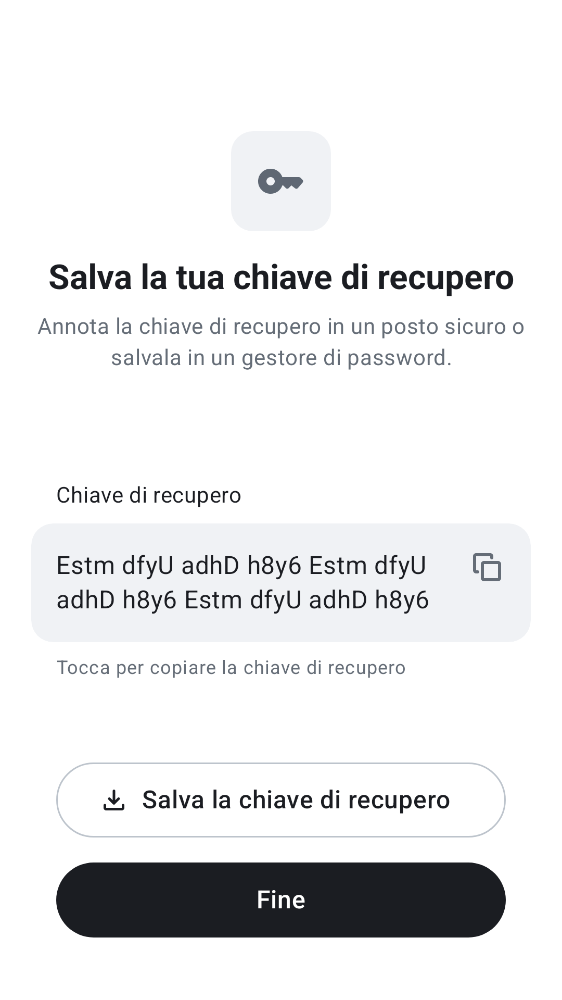 Salva la tua chiave di recupero
Annota la chiave di recupero in un posto sicuro o
salvala in un gestore di password.
Chiave di recupero
Estm dfyU adhD h8y6 Estm dfyU
adhD h8y6 Estm dfyU adhD h8y6
Tocca per copiare la chiave di recupero
Salva la chiave di recupero
Fine